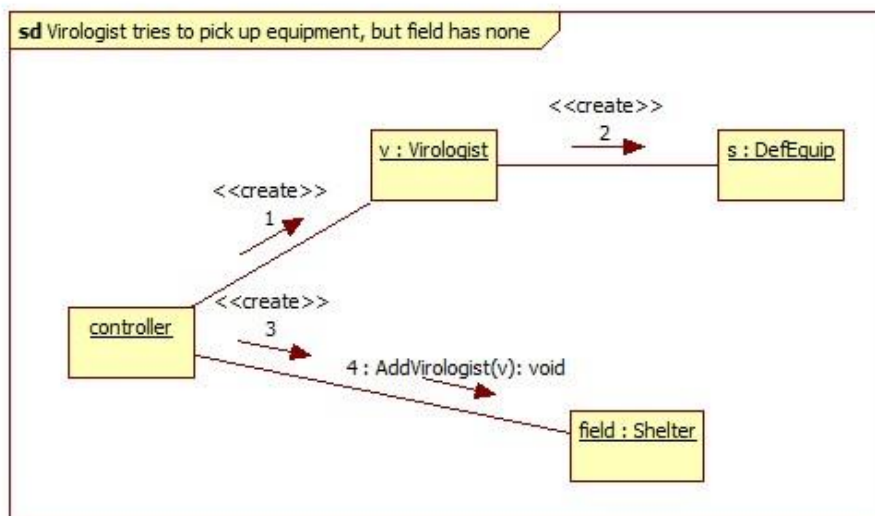 sd Virologist tries to pick up equipment, but field has none
<<create>>
2
v : Virologist
s : DefEquip
<<create>>
1
<<create>>
3
controller
4 : AddVirologist(v): void
field : Shelter